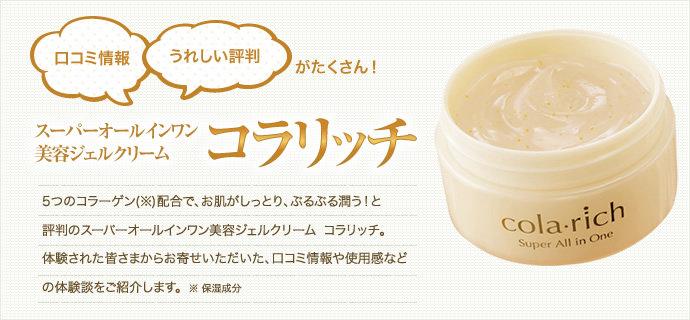 口コミ情報
うれしい評判
がたくさん！
スーパーオールインワン
美容ジェルクリーム
コラリッチ
5つのコラーゲン(※)配合で、お肌がしっとり、ぷるぷる潤う！と
評判のスーパーオールインワン美容ジェルクリーム コラリッチ。
体験された皆さまからお寄せいただいた、口コミ情報や使用感など
の体験談をご紹介します。 ※ 保湿成分
cola・rich
Super All in One